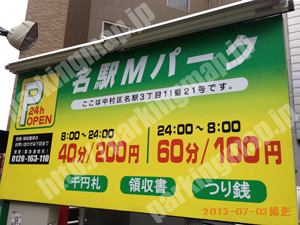 P
24h
OPEN
名駅Mパーク
ここは中村区名駅3丁目11番21号です。
8:00～24:00
40分/200円
24:00～8:00
60分/100円
0120-163-110
千円札
領収書
つり銭
2013-07-03撮影